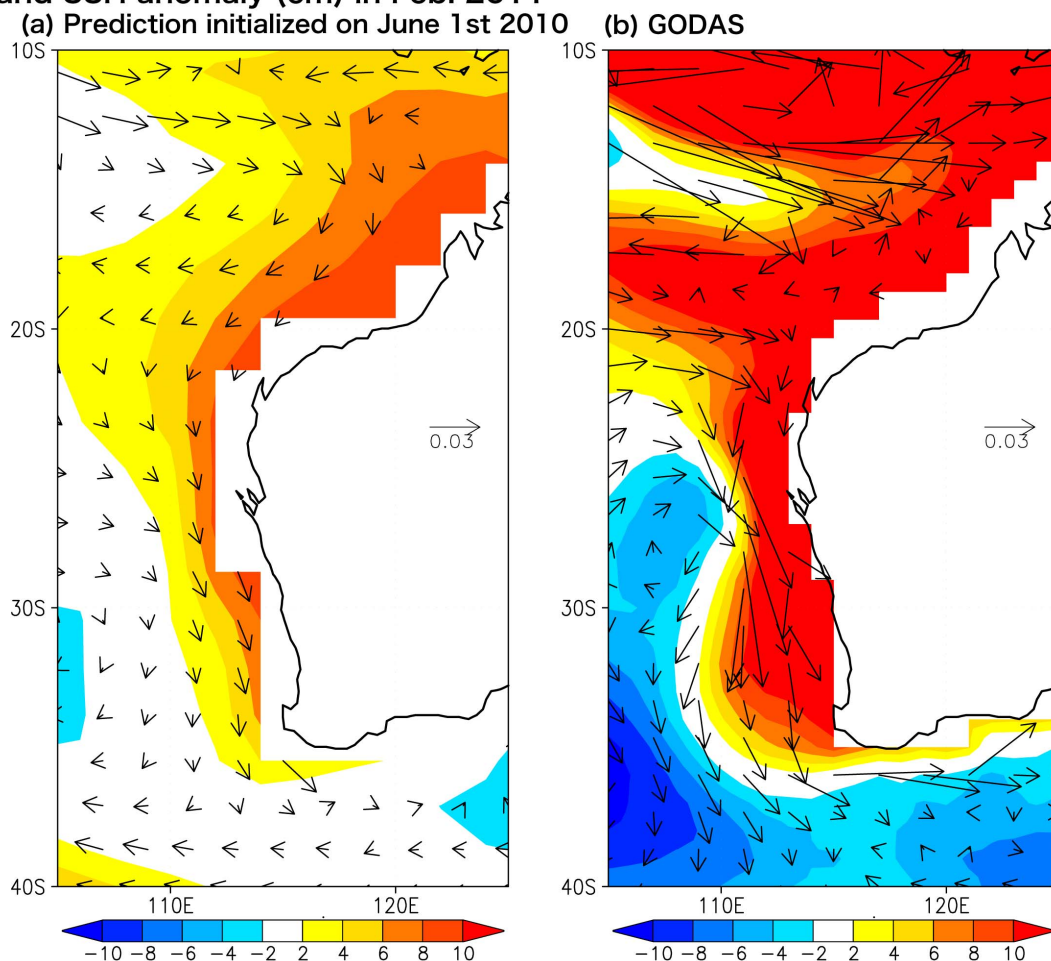 (a) Prediction initialized on June 1st 2010 (b) GODAS
10S 10S
20S 20S
0.03 0.03
30S 30S
40S 40S
110E 120E 110E 120E
−10 −8 −6 −4 −2 2 4 6 8 10 −10 −8 −6 −4 −2 2 4 6 8 10